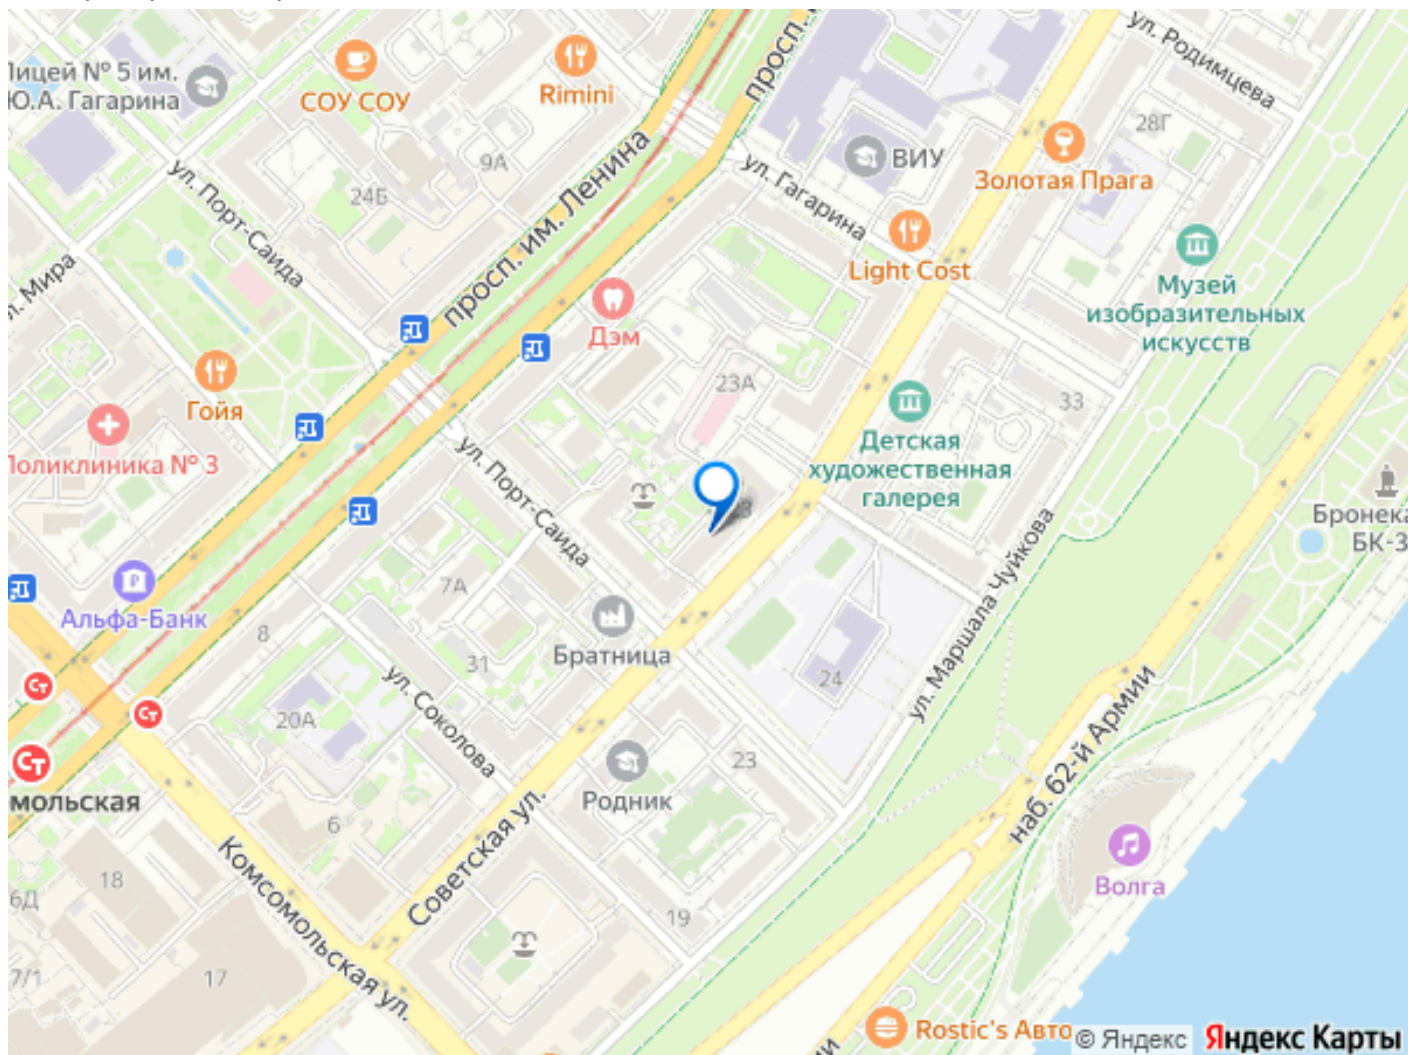 ул. Родимцева
Лицей № 5 им.
Ю.А. Гагарина
СОУ СОУ
Rimini
просп.
28Г
9А
24Б
ул. Порт-Саида
просп. им. Ленина
ВИУ
Золотая Прага
ул. Гагарина
Light Cost
Музей
изобразительных
искусств
Мира
Дэм
Гойя
23А
33
Детская
художественная
галерея
Поликлиника № 3
ул. Порт-Саида
Бронека
БК-3
ул. Маршала Чуйкова
Альфа-Банк
7А
8
31
Братница
24
20А
ул. Соколова
23
наб. 62-й Армии
Родник
Ст
Ст
Ст
мольская
6
18
Комсомольская ул.
Советская ул.
Волга
6Д
19
7/1
17
Rostic's Авто
© Яндекс Яндекс Карты